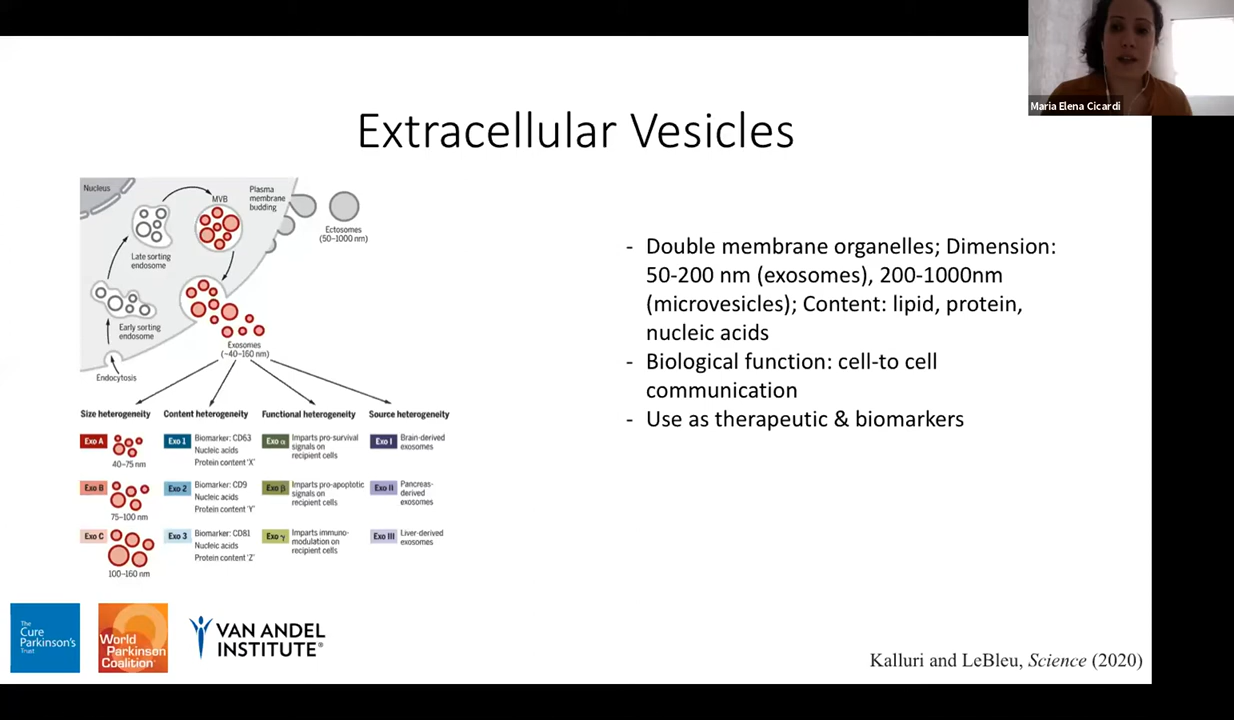 Maria Elena Cicardi
Extracellular Vesicles
Nucleus
MVB
Plasma
membrane
budding
Ectosomes
(50–1000 nm)
Late sorting
endosome
Early sorting
endosome
Exosomes
(~40–160 nm)
Endocytosis
Size heterogeneity
Content heterogeneity
Functional heterogeneity
Source heterogeneity
Exo A
40–75 nm
Exo 1
Biomarker: CD63
Nucleic acids
Protein content 'X'
Exo α
Imparts pro-survival
signals on
recipient cells
Exo I
Brain-derived
exosomes
Exo B
75–100 nm
Exo 2
Biomarker: CD9
Nucleic acids
Protein content 'Y'
Exo β
Imparts pro-apoptotic
signals on
recipient cells
Exo II
Pancreas-
derived
exosomes
Exo C
100–160 nm
Exo 3
Biomarker: CD81
Nucleic acids
Protein content 'Z'
Exo γ
Imparts immuno-
modulation on
recipient cells
Exo III
Liver-derived
exosomes
- Double membrane organelles; Dimension:
50-200 nm (exosomes), 200-1000nm
(microvesicles); Content: lipid, protein,
nucleic acids
- Biological function: cell-to cell
communication
- Use as therapeutic & biomarkers
The
Cure
Parkinson's
Trust
World
Parkinson
Coalition
VAN ANDEL
INSTITUTE®
Kalluri and LeBleu, Science (2020)